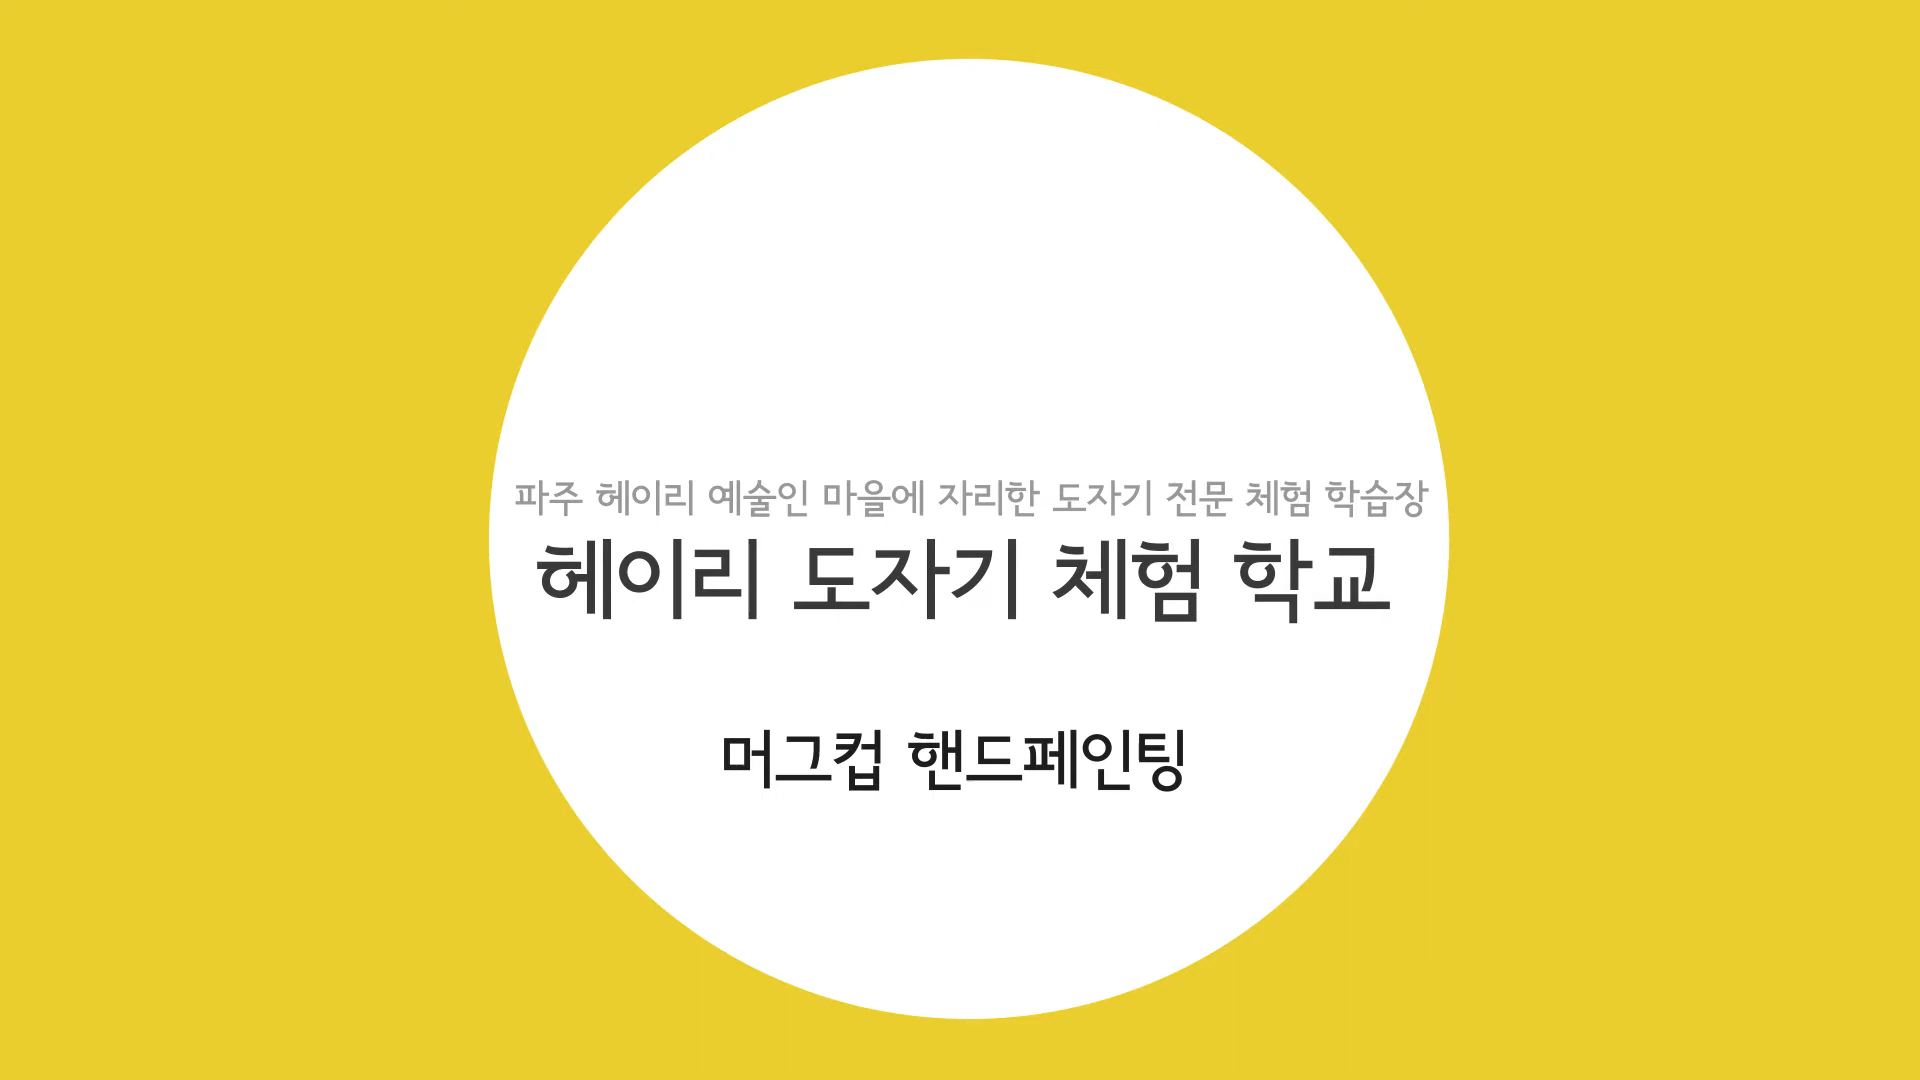 파주 헤이리 예술인 마을에 자리한 도자기 전문 체험 학습장
헤이리 도자기 체험 학교
머그컵 핸드페인팅